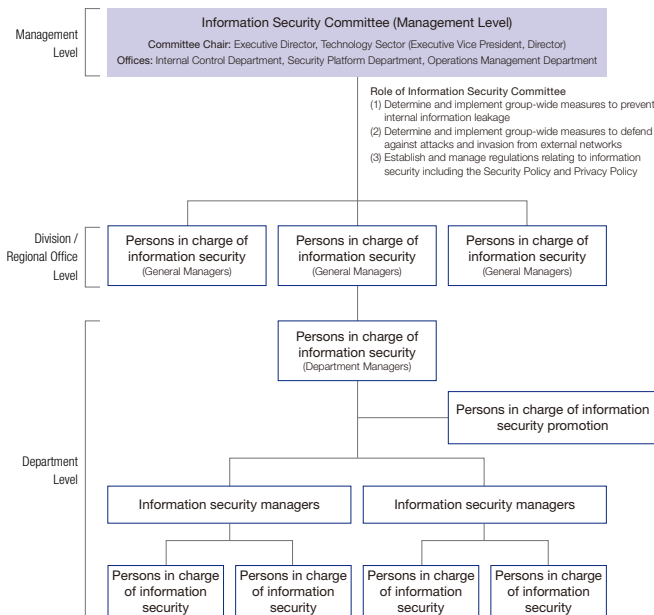 Management
Level
Information Security Committee (Management Level)
Committee Chair: Executive Director, Technology Sector (Executive Vice President, Director)
Offices: Internal Control Department, Security Platform Department, Operations Management Department
Role of Information Security Committee
(1) Determine and implement group-wide measures to prevent
internal information leakage
(2) Determine and implement group-wide measures to defend
against attacks and invasion from external networks
(3) Establish and manage regulations relating to information
security including the Security Policy and Privacy Policy
Division /
Regional Office
Level
Persons in charge of
information security
(General Managers)
Persons in charge of
information security
(General Managers)
Persons in charge of
information security
(General Managers)
Department
Level
Persons in charge of
information security
(Department Managers)
Persons in charge of information
security promotion
Information security managers
Information security managers
Persons in charge
of information
security
Persons in charge
of information
security
Persons in charge
of information
security
Persons in charge
of information
security